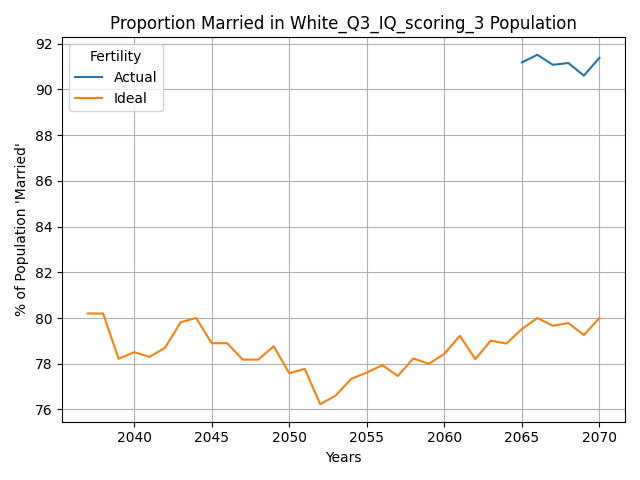 Proportion Married in White_Q3_IQ_scoring_3 Population
% of Population 'Married'
92
90
88
86
84
82
80
78
76
Fertility
Actual
Ideal
2040 2045 2050 2055 2060 2065 2070
Years